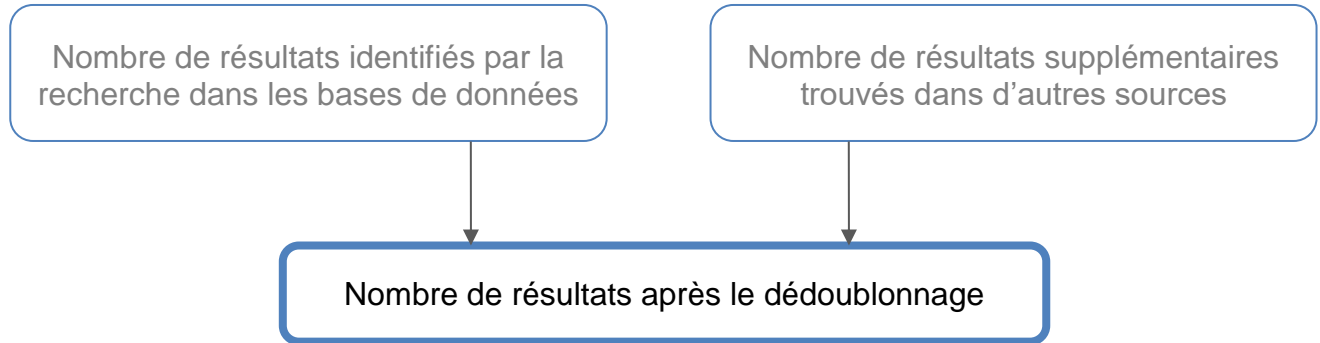 Nombre de résultats identifiés par la
recherche dans les bases de données
Nombre de résultats supplémentaires
trouvés dans d’autres sources
Nombre de résultats après le dédoublonnage